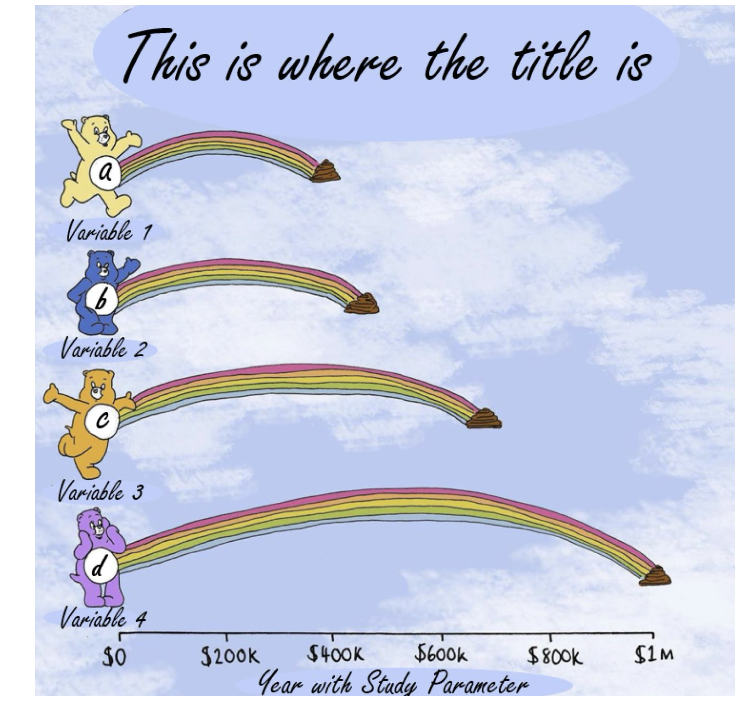 This is where the title is
a
Variable 1
b
Variable 2
c
Variable 3
d
Variable 4
$0 $200K $400K $600K $800K $1M
Year with Study Parameter